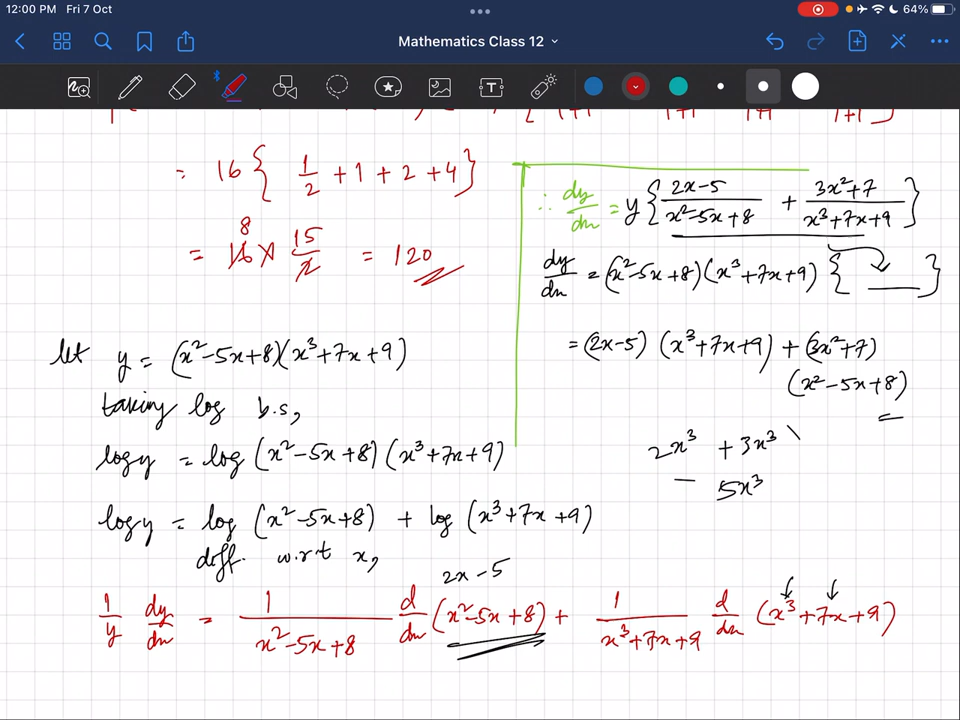 12:00 PM Fri 7 Oct
64%
Mathematics Class 12
= 16 { 1/2 + 1 + 2 + 4 }
= 16 × 15/2 = 120
8
let y = (x²-5x+8)(x³+7x+9)
taking log b.s,
logy = log (x²-5x+8)(x³+7x+9)
logy = log (x²-5x+8) + log (x³+7x+9)
diff. w.r.t x,
2x-5
1/y dy/dx = 1/(x²-5x+8) d/dx (x²-5x+8) + 1/(x³+7x+9) d/dx (x³+7x+9)
∴ dy/dx = y { (2x-5)/(x²-5x+8) + (3x²+7)/(x³+7x+9) }
dy/dx = (x²-5x+8)(x³+7x+9) { }
= (2x-5) (x³+7x+9) + (3x²+7)
(x²-5x+8)
2x³ + 3x³
- 5x³